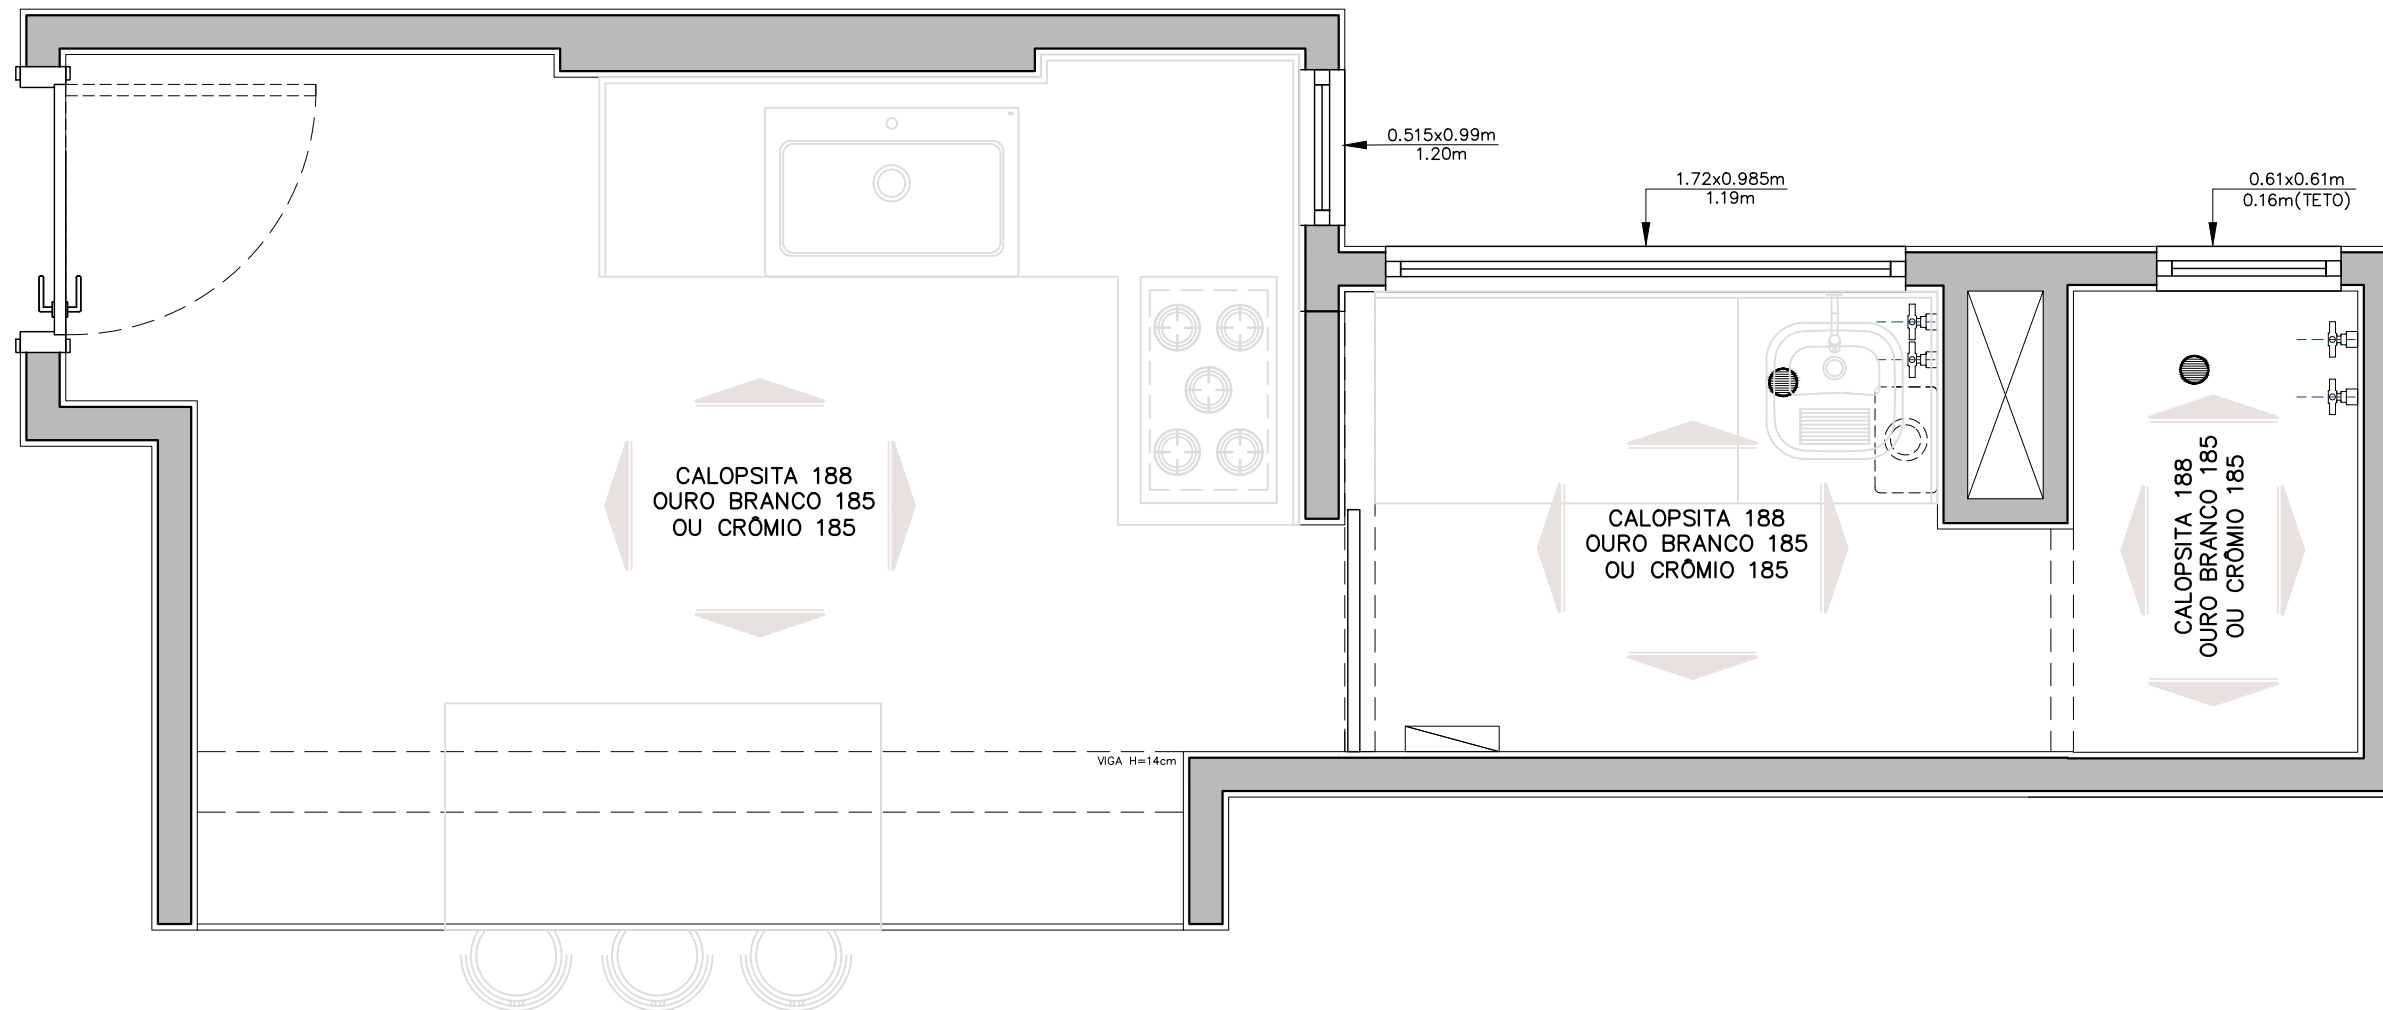 0.515x0.99m
1.20m
1.72x0.985m
1.19m
0.61x0.61m
0.16m(TETO)
CALOPSITA 188
OURO BRANCO 185
OU CRÔMIO 185
CALOPSITA 188
OURO BRANCO 185
OU CRÔMIO 185
CALOPSITA 188
OURO BRANCO 185
OU CRÔMIO 185
VIGA H=14cm